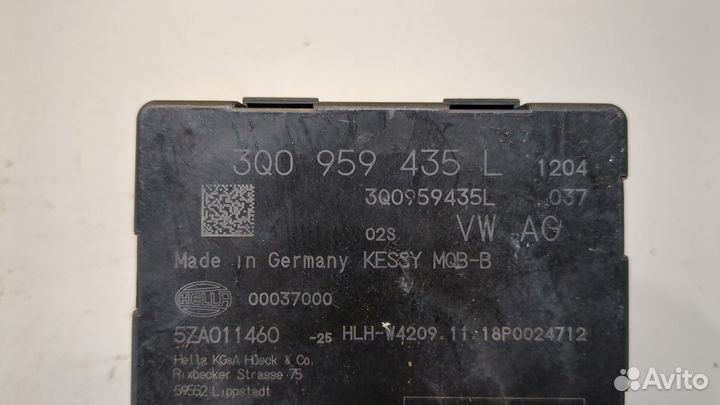 3Q0 959 435 L 1204
3Q0959435L 037
02S VW AG
Made in Germany KESSY MQB-B
HELLA 00037000
5ZA011460 -25 HLH-W4209.11.18P0024712
Hella KGaA Hueck & Co.
Rixbecker Strasse 75
59552 Lippstadt
Avito